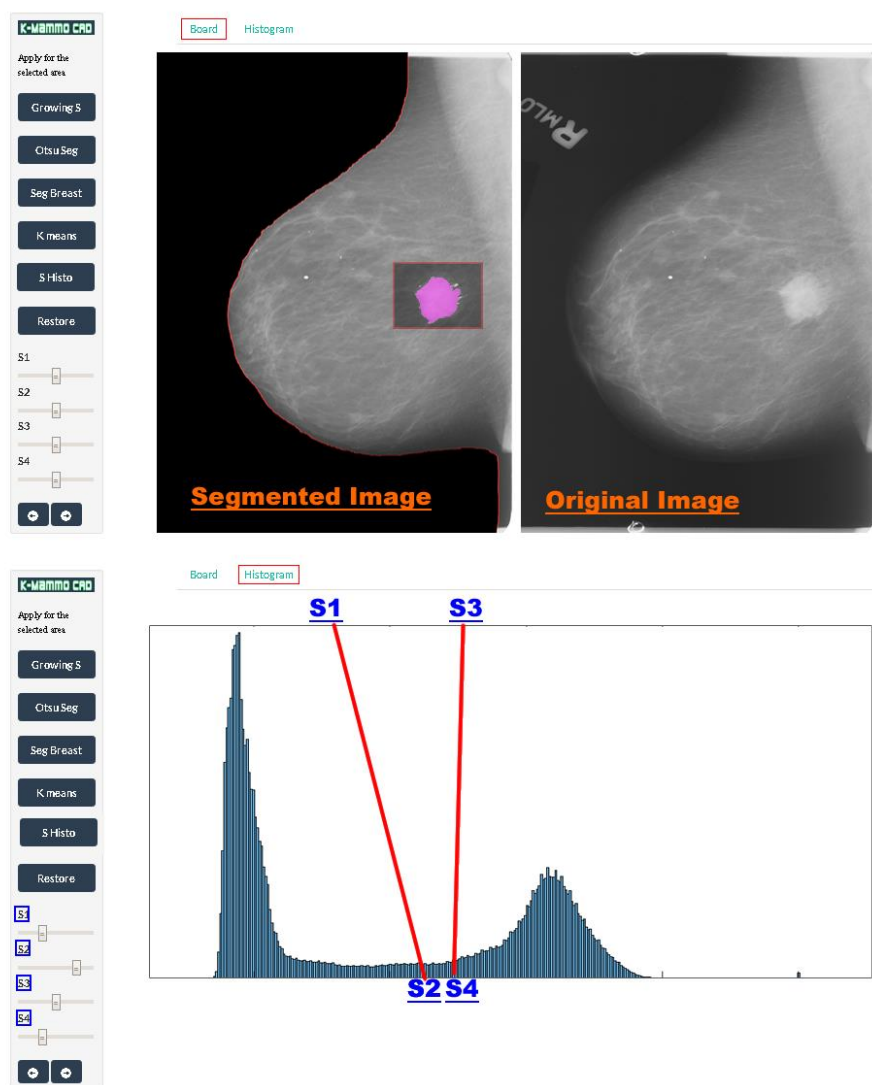 K-Mammo CAD
Board Histogram
Apply for the
selected area
Growing S
Otsu Seg
Seg Breast
K means
S Histo
Restore
S1
S2
S3
S4
RMLO
Segmented Image
Original Image
K-Mammo CAD
Board Histogram
Apply for the
selected area
Growing S
Otsu Seg
Seg Breast
K means
S Histo
Restore
S1
S2
S3
S4
S1 S3
S2 S4